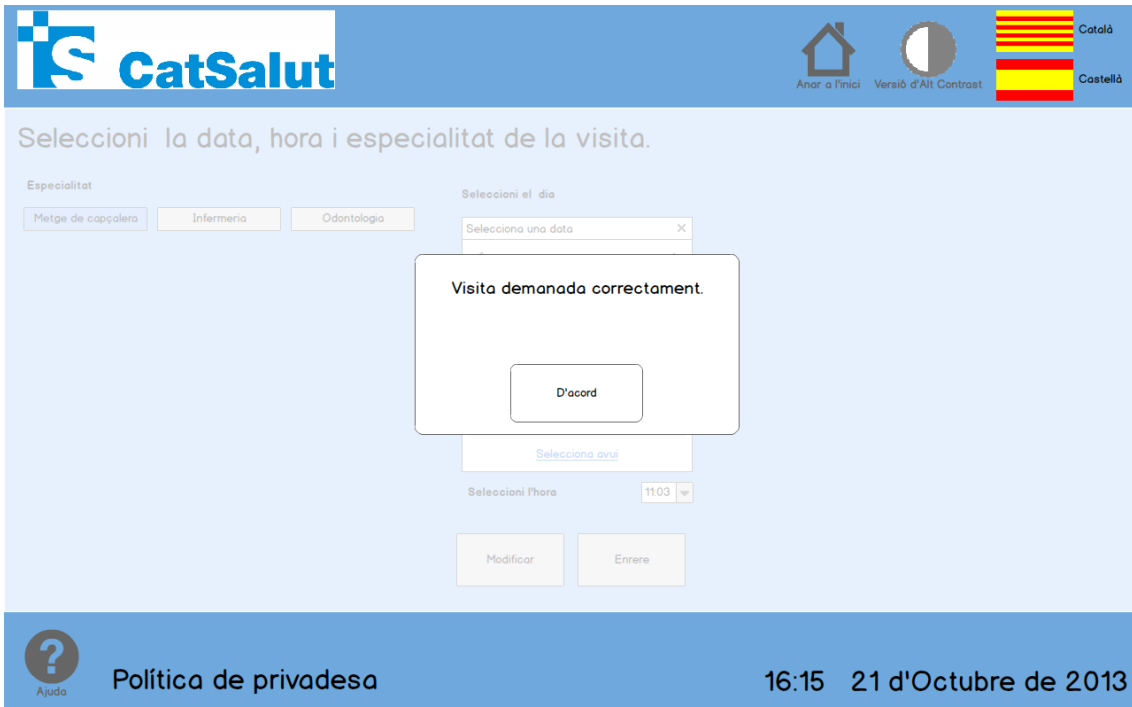 CatSalut
Anar a l'inici
Versió d'Alt Contrast
Català
Castellà
Seleccioni la data, hora i especialitat de la visita.
Especialitat
Metge de capçalera
Infermeria
Odontologia
Seleccioni el dia
Selecciona una data
Visita demanada correctament.
D'acord
Selecciona avui
Seleccioni l'hora
11:03
Modificar
Enrere
Ajuda
Política de privadesa
16:15 21 d'Octubre de 2013